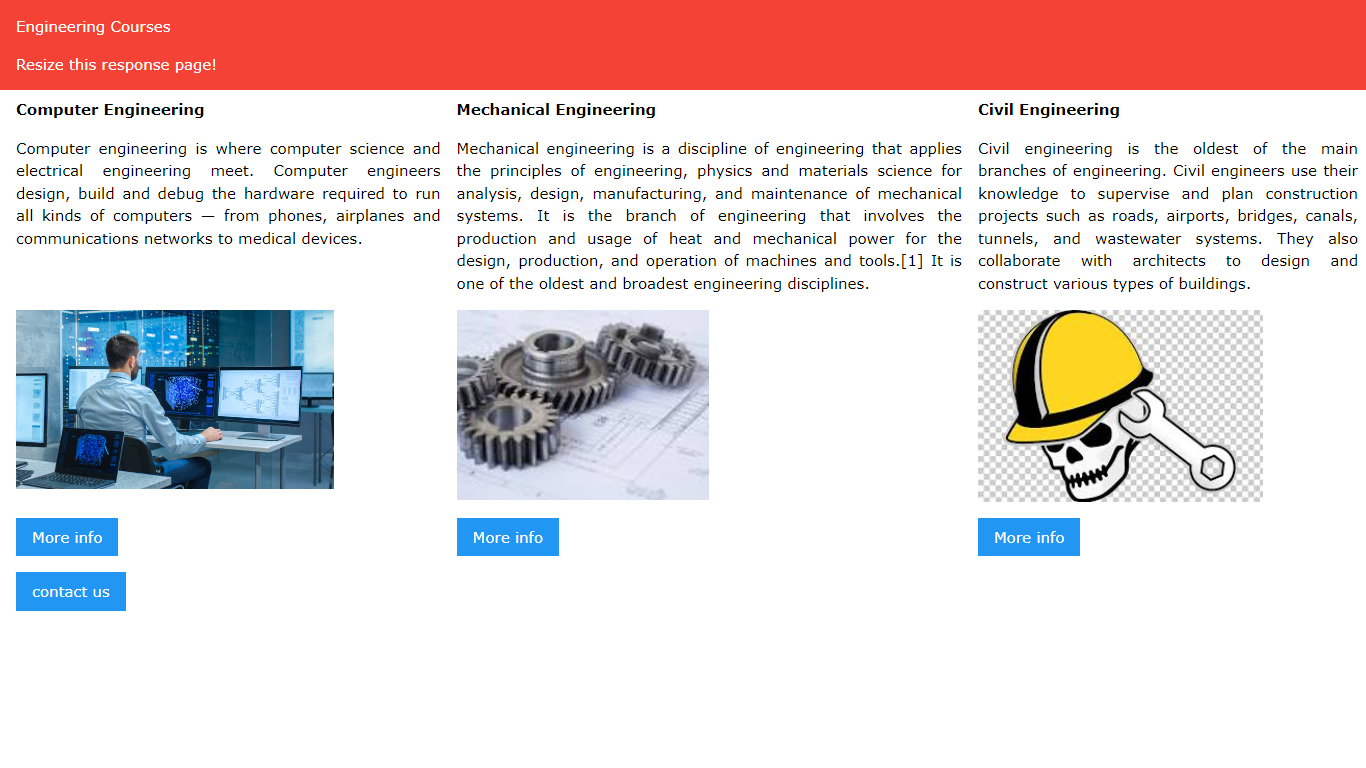 Engineering Courses
Resize this response page!
Computer Engineering
Computer engineering is where computer science and
electrical engineering meet. Computer engineers
design, build and debug the hardware required to run
all kinds of computers — from phones, airplanes and
communications networks to medical devices.
More info
contact us
Mechanical Engineering
Mechanical engineering is a discipline of engineering that applies
the principles of engineering, physics and materials science for
analysis, design, manufacturing, and maintenance of mechanical
systems. It is the branch of engineering that involves the
production and usage of heat and mechanical power for the
design, production, and operation of machines and tools.[1] It is
one of the oldest and broadest engineering disciplines.
More info
Civil Engineering
Civil engineering is the oldest of the main
branches of engineering. Civil engineers use their
knowledge to supervise and plan construction
projects such as roads, airports, bridges, canals,
tunnels, and wastewater systems. They also
collaborate with architects to design and
construct various types of buildings.
More info